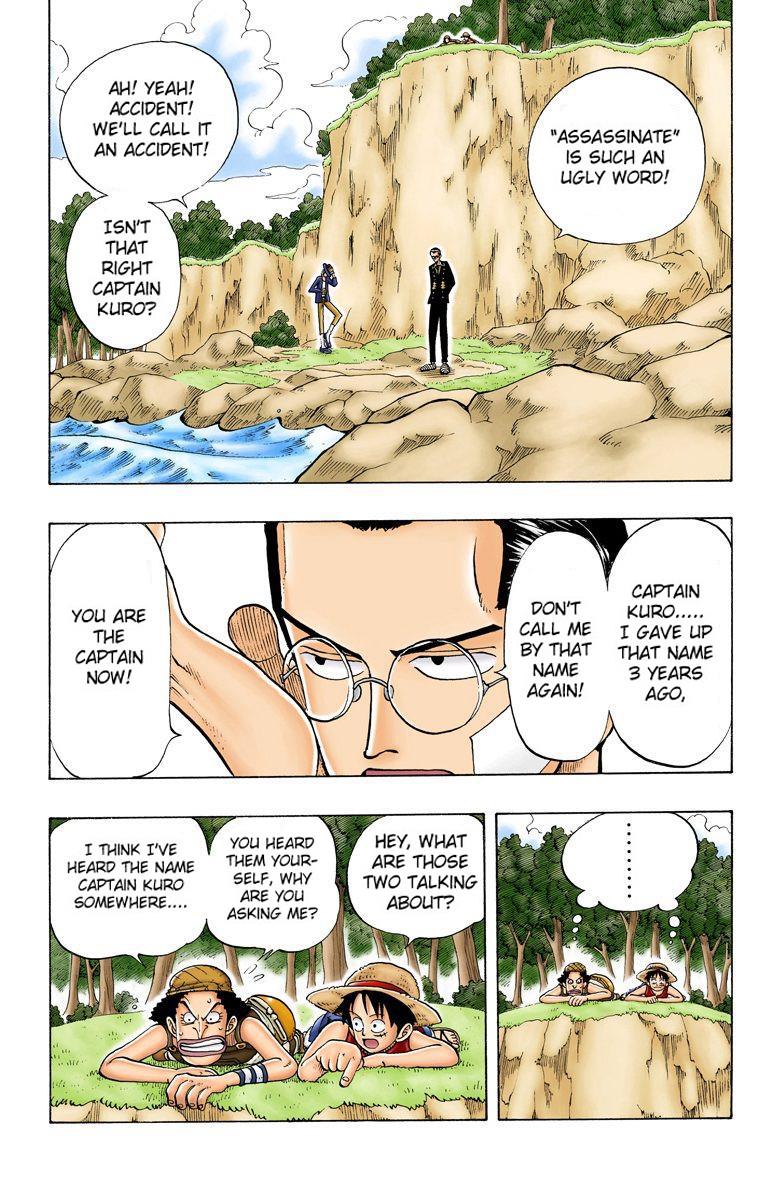 "ASSASSINATE"
IS SUCH AN
UGLY WORD!
AH! YEAH!
ACCIDENT!
WE'LL CALL IT
AN ACCIDENT!
ISN'T
THAT
RIGHT
CAPTAIN
KURO?
CAPTAIN
KURO.....
I GAVE UP
THAT NAME
3 YEARS
AGO,
DON'T
CALL ME
BY THAT
NAME
AGAIN!
YOU ARE
THE
CAPTAIN
NOW!
........
HEY, WHAT
ARE THOSE
TWO TALKING
ABOUT?
YOU HEARD
THEM YOUR-
SELF, WHY
ARE YOU
ASKING ME?
I THINK I'VE
HEARD THE NAME
CAPTAIN KURO
SOMEWHERE....